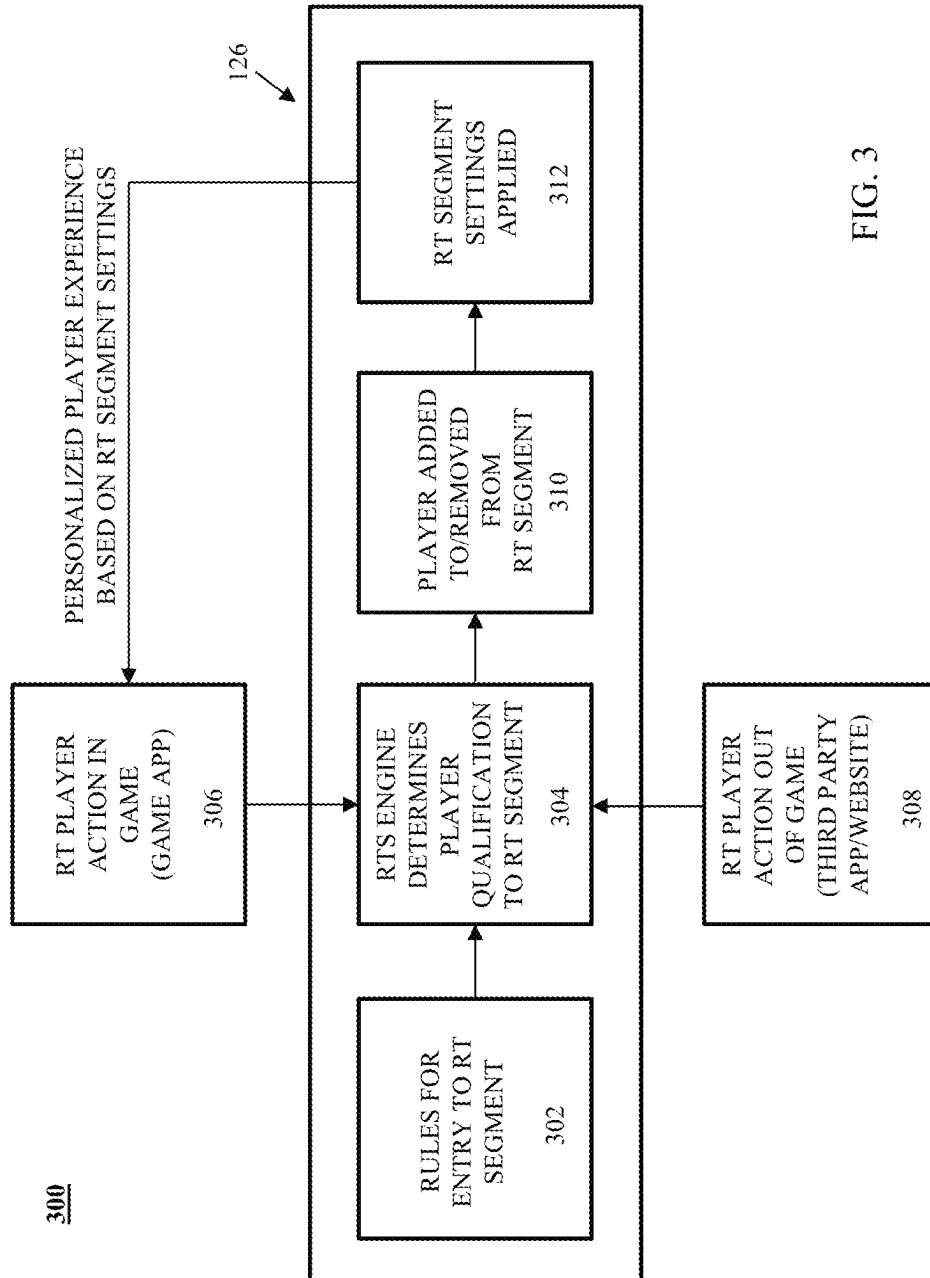 300
PERSONALIZED PLAYER EXPERIENCE
BASED ON RT SEGMENT SETTINGS
126
RT PLAYER
ACTION IN
GAME
(GAME APP)
306
RULES FOR
ENTRY TO RT
SEGMENT
302
RTS ENGINE
DETERMINES
PLAYER
QUALIFICATION
TO RT SEGMENT
304
PLAYER ADDED
TO/REMOVED
FROM
RT SEGMENT
310
RT SEGMENT
SETTINGS
APPLIED
312
RT PLAYER
ACTION OUT
OF GAME
(THIRD PARTY
APP/WEBSITE)
308
FIG. 3